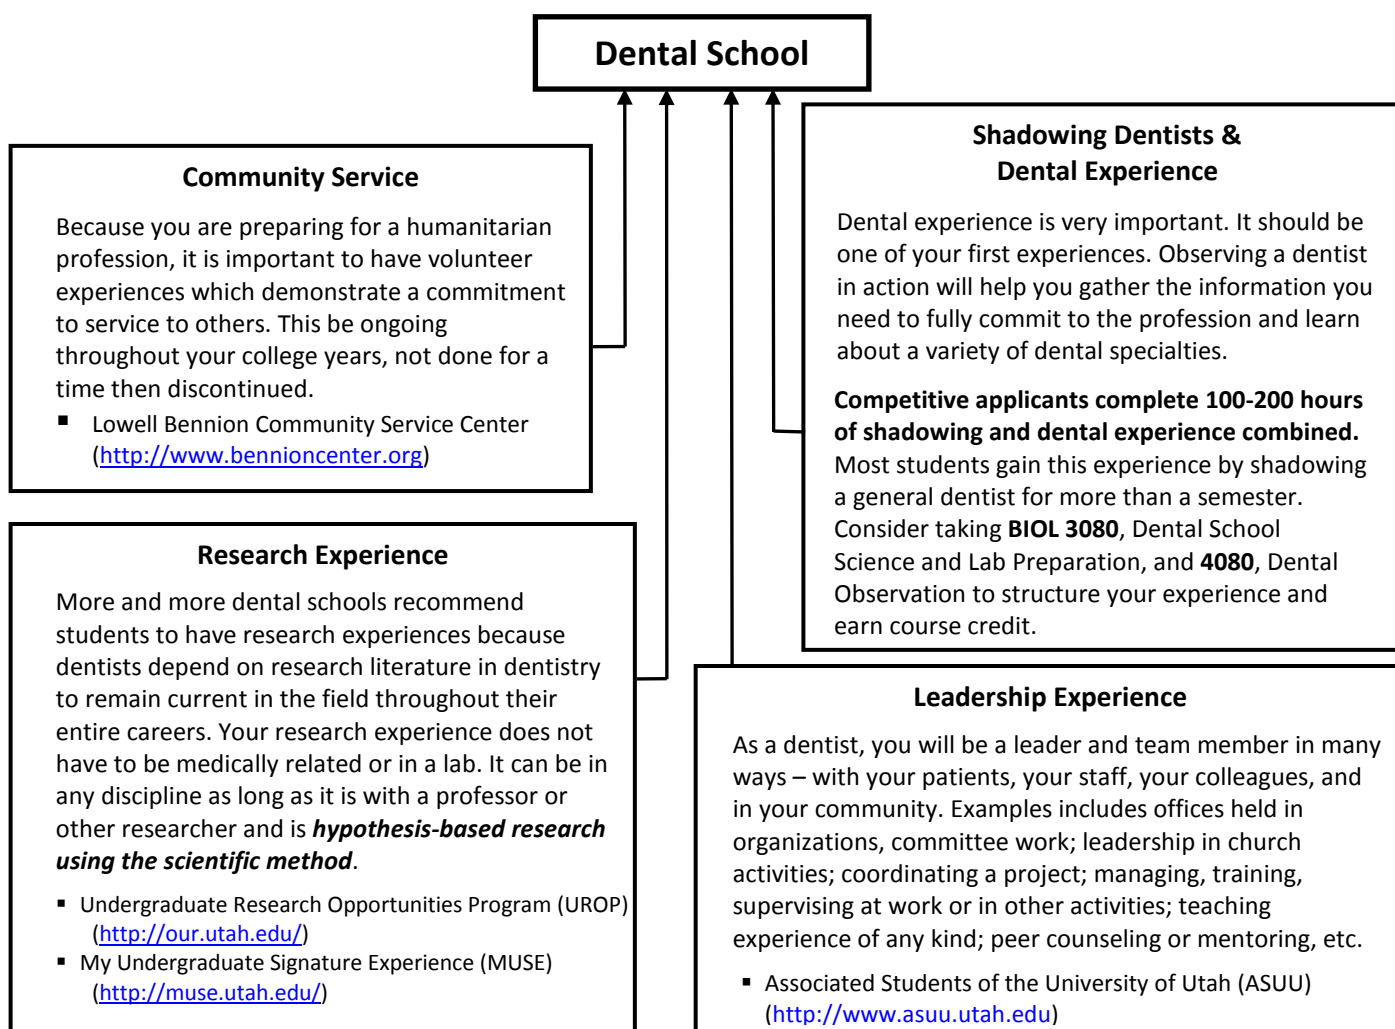 Dental School
Community Service
Because you are preparing for a humanitarian
profession, it is important to have volunteer
experiences which demonstrate a commitment
to service to others. This be ongoing
throughout your college years, not done for a
time then discontinued.
▪ Lowell Bennion Community Service Center
(http://www.bennioncenter.org)
Shadowing Dentists &
Dental Experience
Dental experience is very important. It should be
one of your first experiences. Observing a dentist
in action will help you gather the information you
need to fully commit to the profession and learn
about a variety of dental specialties.
Competitive applicants complete 100-200 hours
of shadowing and dental experience combined.
Most students gain this experience by shadowing
a general dentist for more than a semester.
Consider taking BIOL 3080, Dental School
Science and Lab Preparation, and 4080, Dental
Observation to structure your experience and
earn course credit.
Research Experience
More and more dental schools recommend
students to have research experiences because
dentists depend on research literature in dentistry
to remain current in the field throughout their
entire careers. Your research experience does not
have to be medically related or in a lab. It can be in
any discipline as long as it is with a professor or
other researcher and is hypothesis-based research
using the scientific method.
▪ Undergraduate Research Opportunities Program (UROP)
(http://our.utah.edu/)
▪ My Undergraduate Signature Experience (MUSE)
(http://muse.utah.edu/)
Leadership Experience
As a dentist, you will be a leader and team member in many
ways – with your patients, your staff, your colleagues, and
in your community. Examples includes offices held in
organizations, committee work; leadership in church
activities; coordinating a project; managing, training,
supervising at work or in other activities; teaching
experience of any kind; peer counseling or mentoring, etc.
▪ Associated Students of the University of Utah (ASUU)
(http://www.asuu.utah.edu)